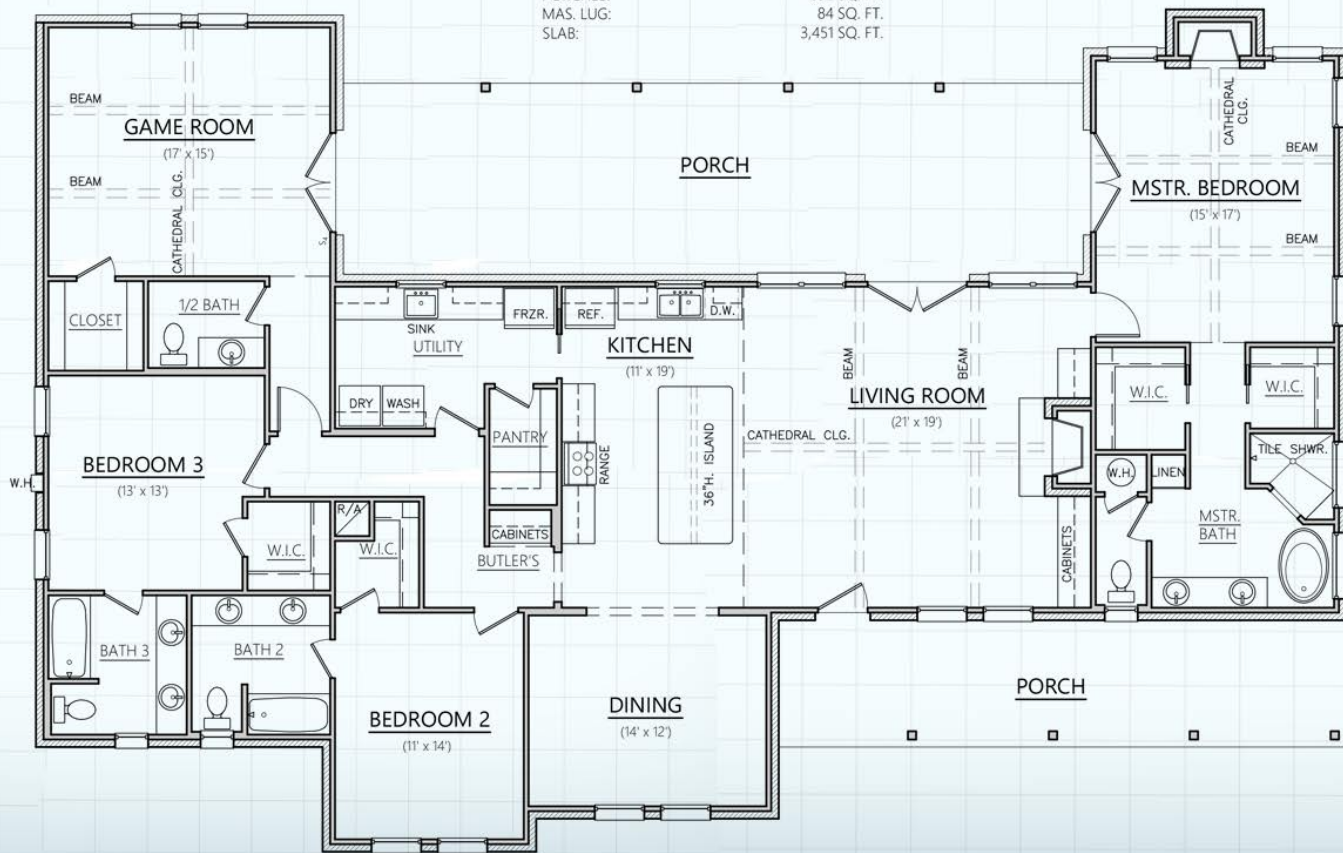 MAS. LUG: 84 SQ. FT.
SLAB: 3,451 SQ. FT.
BEAM
GAME ROOM
(17' x 15')
BEAM
CATHEDRAL CLG.
CLOSET
1/2 BATH
PORCH
CATHEDRAL CLG.
BEAM
MSTR. BEDROOM
(15' x 17')
BEAM
SINK
UTILITY
FRZR.
REF.
D.W.
KITCHEN
(11' x 19')
DRY
WASH
PANTRY
RANGE
36"H. ISLAND
BEAM
BEAM
LIVING ROOM
(21' x 19')
CATHEDRAL CLG.
W.I.C.
W.I.C.
TILE SHWR.
W.H.
LINEN
MSTR.
BATH
CABINETS
W.H.
BEDROOM 3
(13' x 13')
W.I.C.
R/A
W.I.C.
CABINETS
BUTLER'S
BATH 3
BATH 2
BEDROOM 2
(11' x 14')
DINING
(14' x 12')
PORCH